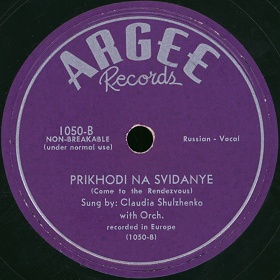 ARGEE
Records
1050-B
NON-BREAKABLE
(under normal use)
Russian - Vocal
PRIKHODI NA SVIDANYE
(Come to the Rendezvous)
Sung by: Claudia Shulzhenko
with Orch.
recorded in Europe
(1050-B)